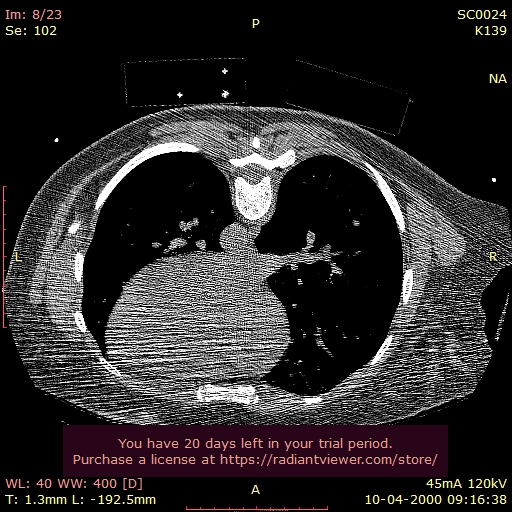 Im: 8/23
Se: 102
P
SC0024
K139
NA
L
R
You have 20 days left in your trial period.
Purchase a license at https://radiantviewer.com/store/
WL: 40 WW: 400 [D]
T: 1.3mm L: -192.5mm
A
45mA 120kV
10-04-2000 09:16:38